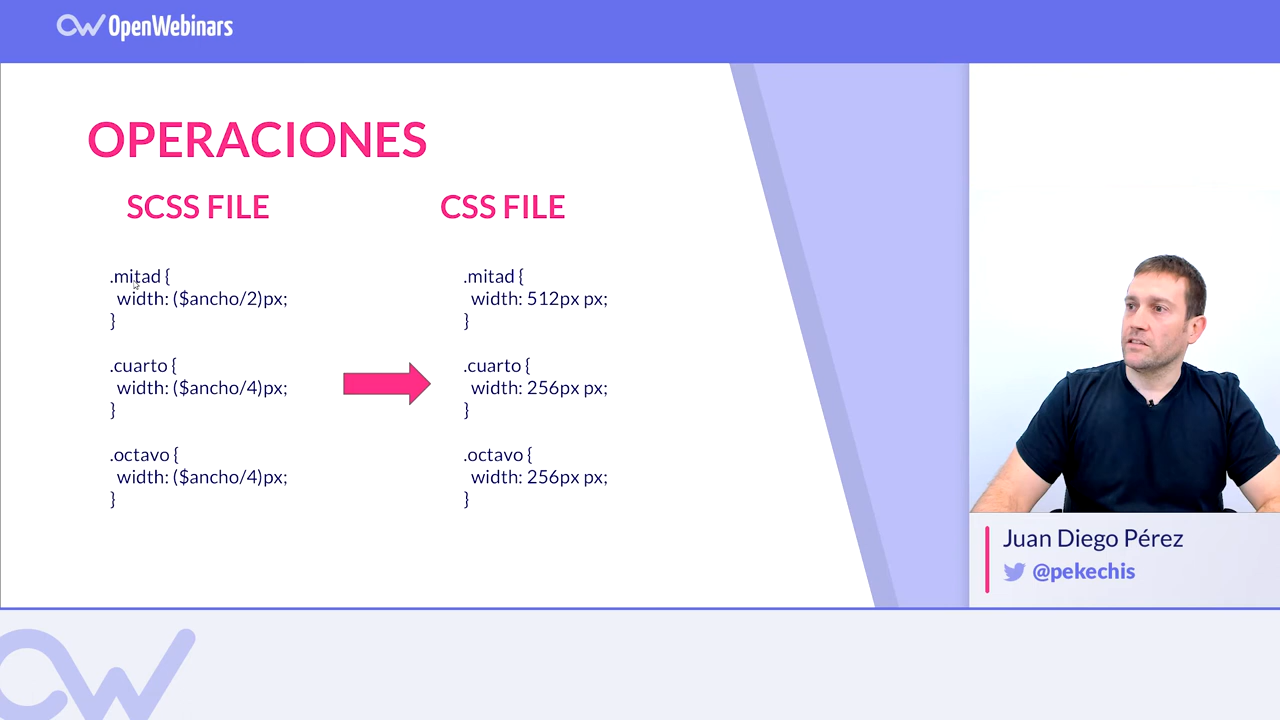 OpenWebinars
OPERACIONES
SCSS FILE
.mitad {
width: ($ancho/2)px;
}
.cuarto {
width: ($ancho/4)px;
}
.octavo {
width: ($ancho/4)px;
}
CSS FILE
.mitad {
width: 512px px;
}
.cuarto {
width: 256px px;
}
.octavo {
width: 256px px;
}
Juan Diego Pérez
@pekechis